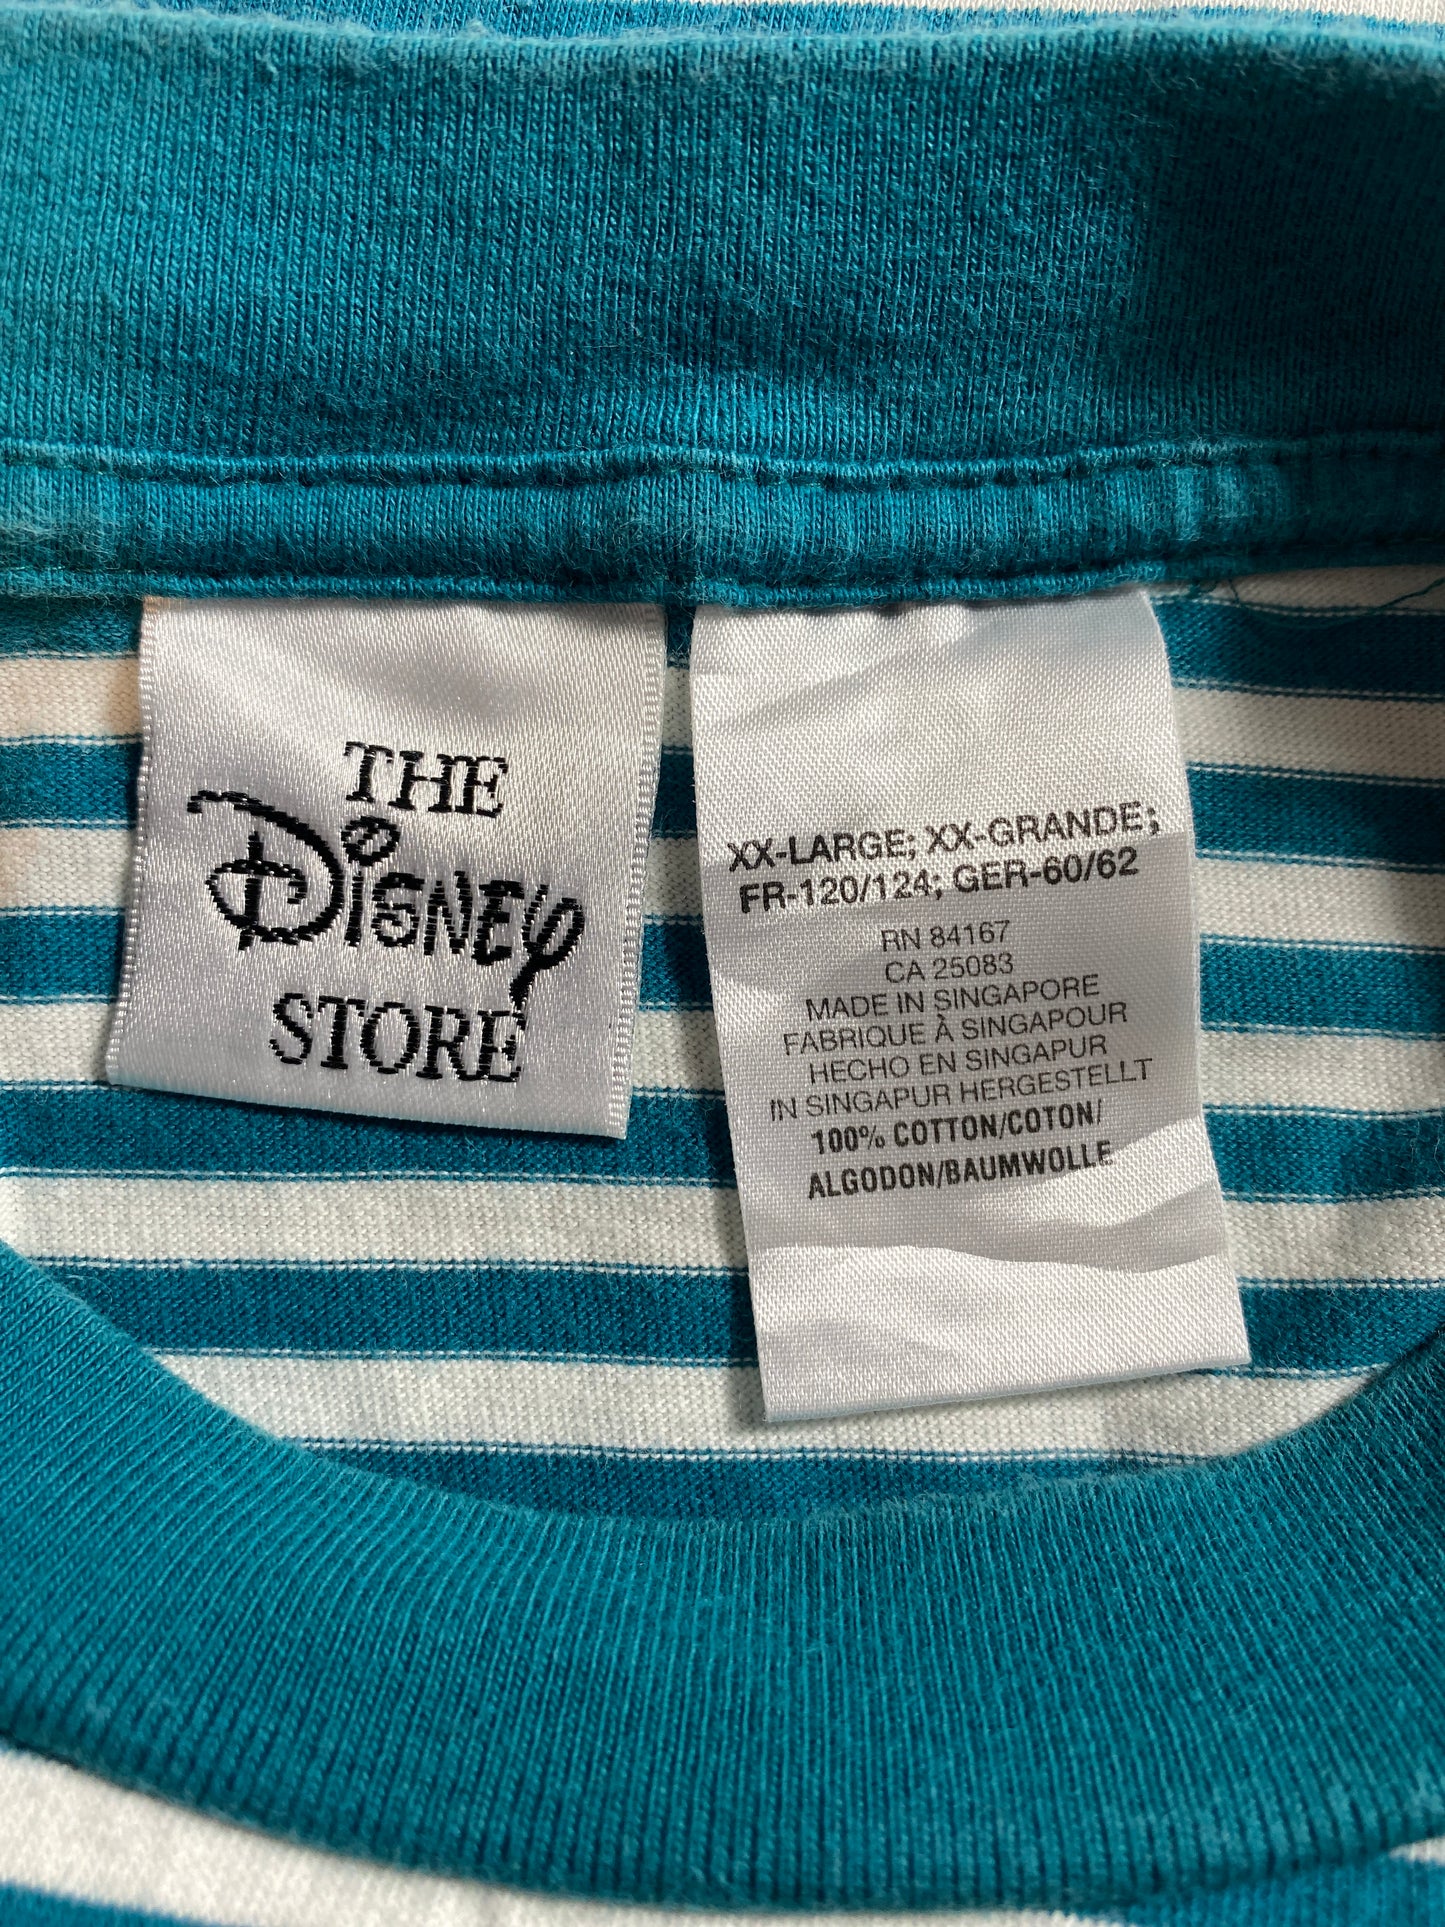 THE
DISNEY
STORE
XX-LARGE; XX-GRANDE;
FR-120/124; GER-60/62
RN 84167
CA 25083
MADE IN SINGAPORE
FABRIQUE À SINGAPOUR
HECHO EN SINGAPUR
IN SINGAPUR HERGESTELLT
100% COTTON/COTON/
ALGODON/BAUMWOLLE